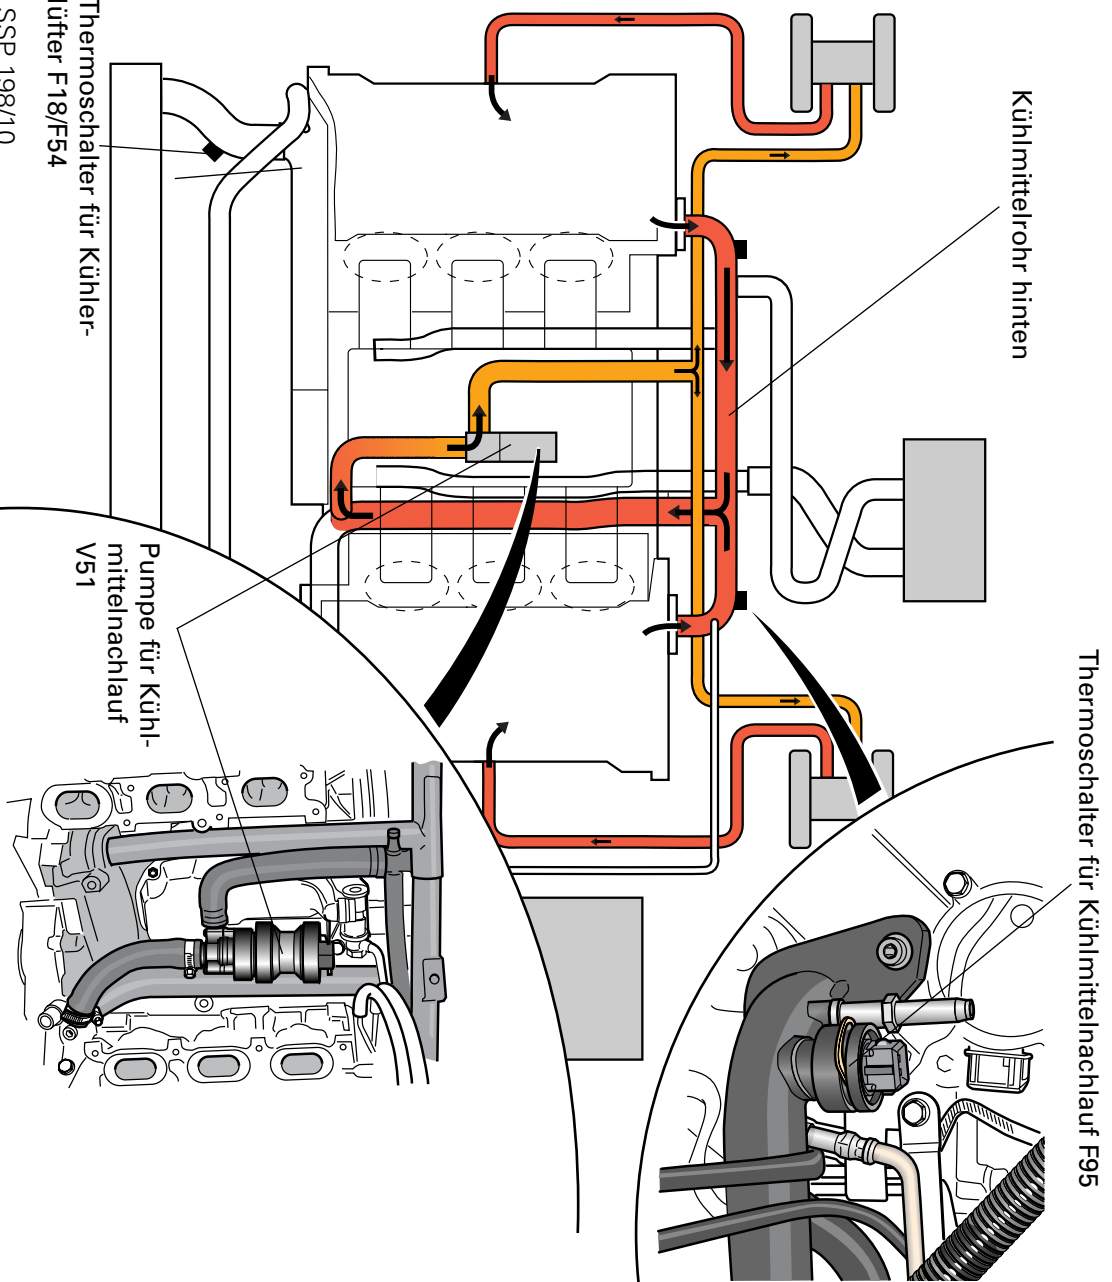 Thermoschalter für Kühlmittelnachlauf F95
Kühlmittelrohr hinten
Pumpe für Kühl-
mittelnachlauf
V51
Thermoschalter für Kühler-
lüfter F18/F54
SSP 198/10